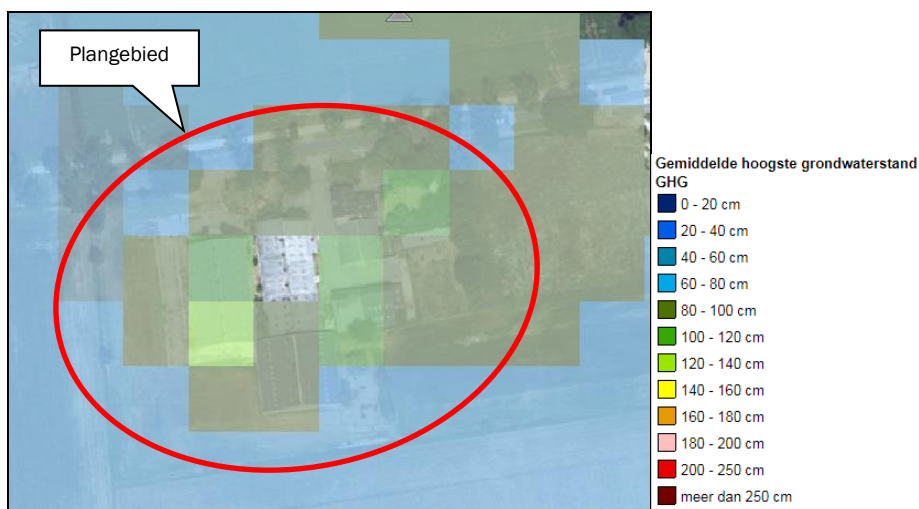 Plangebied
Gemiddelde hoogste grondwaterstand
GHG
0 - 20 cm
20 - 40 cm
40 - 60 cm
60 - 80 cm
80 - 100 cm
100 - 120 cm
120 - 140 cm
140 - 160 cm
160 - 180 cm
180 - 200 cm
200 - 250 cm
meer dan 250 cm